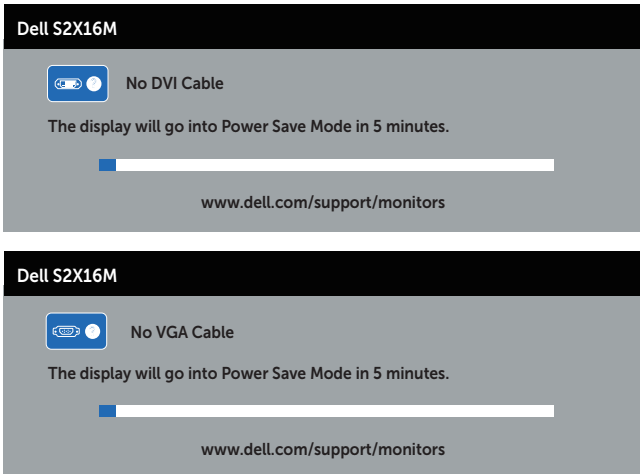 Dell S2X16M
No DVI Cable
The display will go into Power Save Mode in 5 minutes.
www.dell.com/support/monitors
Dell S2X16M
No VGA Cable
The display will go into Power Save Mode in 5 minutes.
www.dell.com/support/monitors